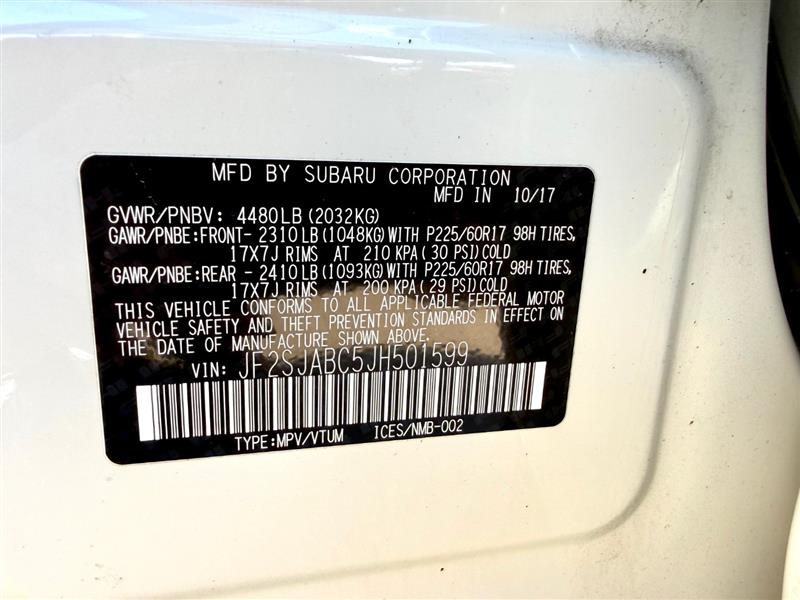 MFD BY SUBARU CORPORATION
MFD IN 10/17
GVWR/PNBV: 4480LB (2032KG)
GAWR/PNBE:FRONT- 2310 LB (1048KG) WITH P225/60R17 98H TIRES,
17X7J RIMS AT 210 KPA ( 30 PSI) COLD
GAWR/PNBE:REAR - 2410 LB (1093KG) WITH P225/60R17 98H TIRES,
17X7J RIMS AT 200 KPA ( 29 PSI) COLD
THIS VEHICLE CONFORMS TO ALL APPLICABLE FEDERAL MOTOR
VEHICLE SAFETY AND THEFT PREVENTION STANDARDS IN EFFECT ON
THE DATE OF MANUFACTURE SHOWN ABOVE.
VIN: JF2SJABC5JH501599
TYPE:MPV/VTUM ICES/NMB-002